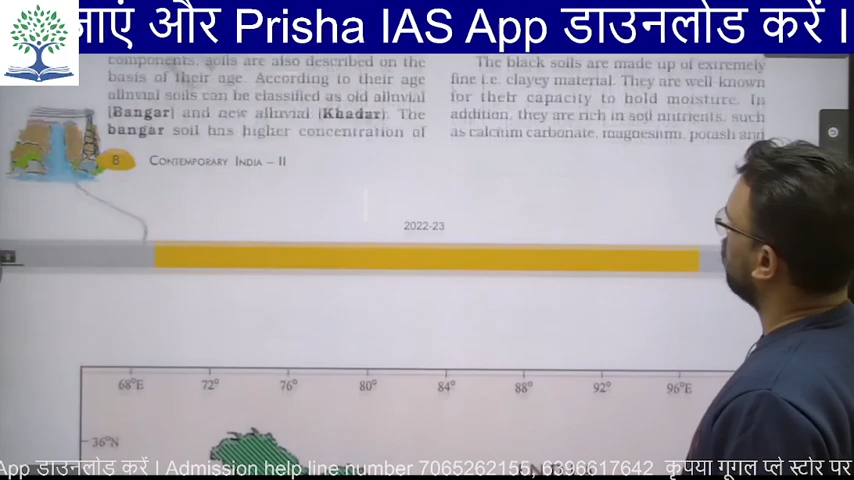 जाएं और Prisha IAS App डाउनलोड करें I
components, soils are also described on the
basis of their age. According to their age
alluvial soils can be classified as old alluvial
(Bangar) and new alluvial (Khadar). The
bangar soil has higher concentration of
The black soils are made up of extremely
fine i.e. clayey material. They are well-known
for their capacity to hold moisture. In
addition, they are rich in soil nutrients, such
as calcium carbonate, magnesium, potash and
8 CONTEMPORARY INDIA – II
2022-23
68°E 72° 76° 80° 84° 88° 92° 96°E
36°N
App डाउनलोड करें I Admission help line number 7065262155, 6396617642 कृपया गूगल प्ले स्टोर पर